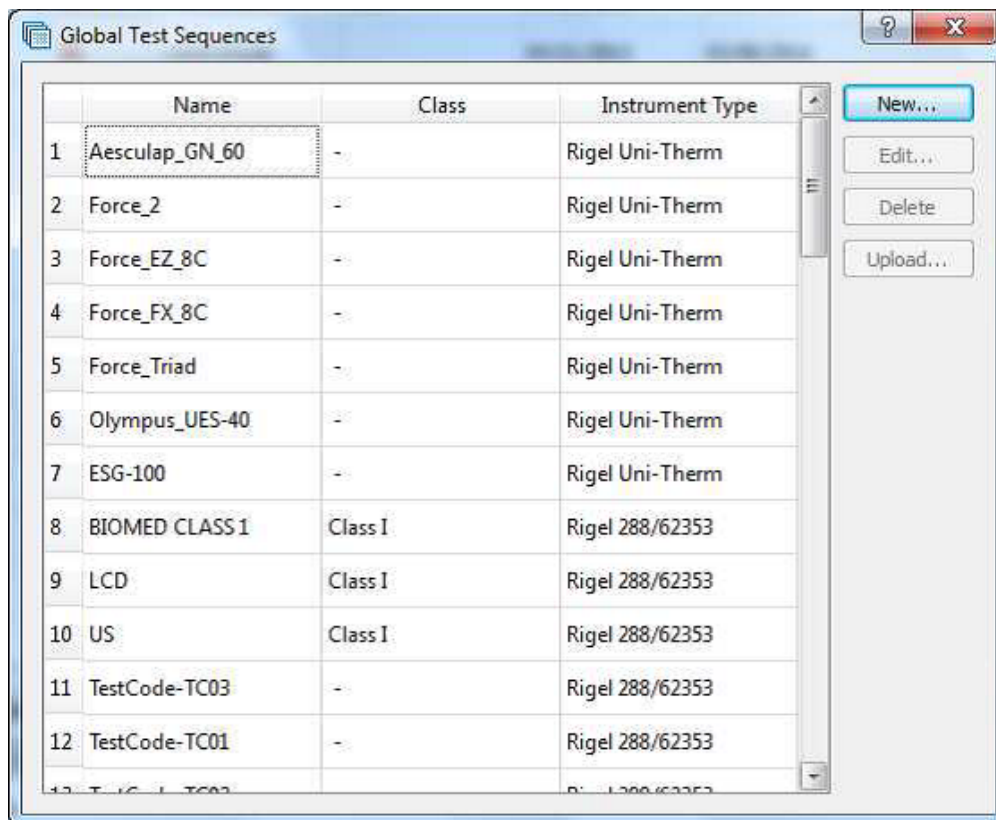 Global Test Sequences
Name Class Instrument Type
1 Aesculap_GN_60 - Rigel Uni-Therm
2 Force_2 - Rigel Uni-Therm
3 Force_EZ_8C - Rigel Uni-Therm
4 Force_FX_8C - Rigel Uni-Therm
5 Force_Triad - Rigel Uni-Therm
6 Olympus_UES-40 - Rigel Uni-Therm
7 ESG-100 - Rigel Uni-Therm
8 BIOMED CLASS 1 Class I Rigel 288/62353
9 LCD Class I Rigel 288/62353
10 US Class I Rigel 288/62353
11 TestCode-TC03 - Rigel 288/62353
12 TestCode-TC01 - Rigel 288/62353
New...
Edit...
Delete
Upload...